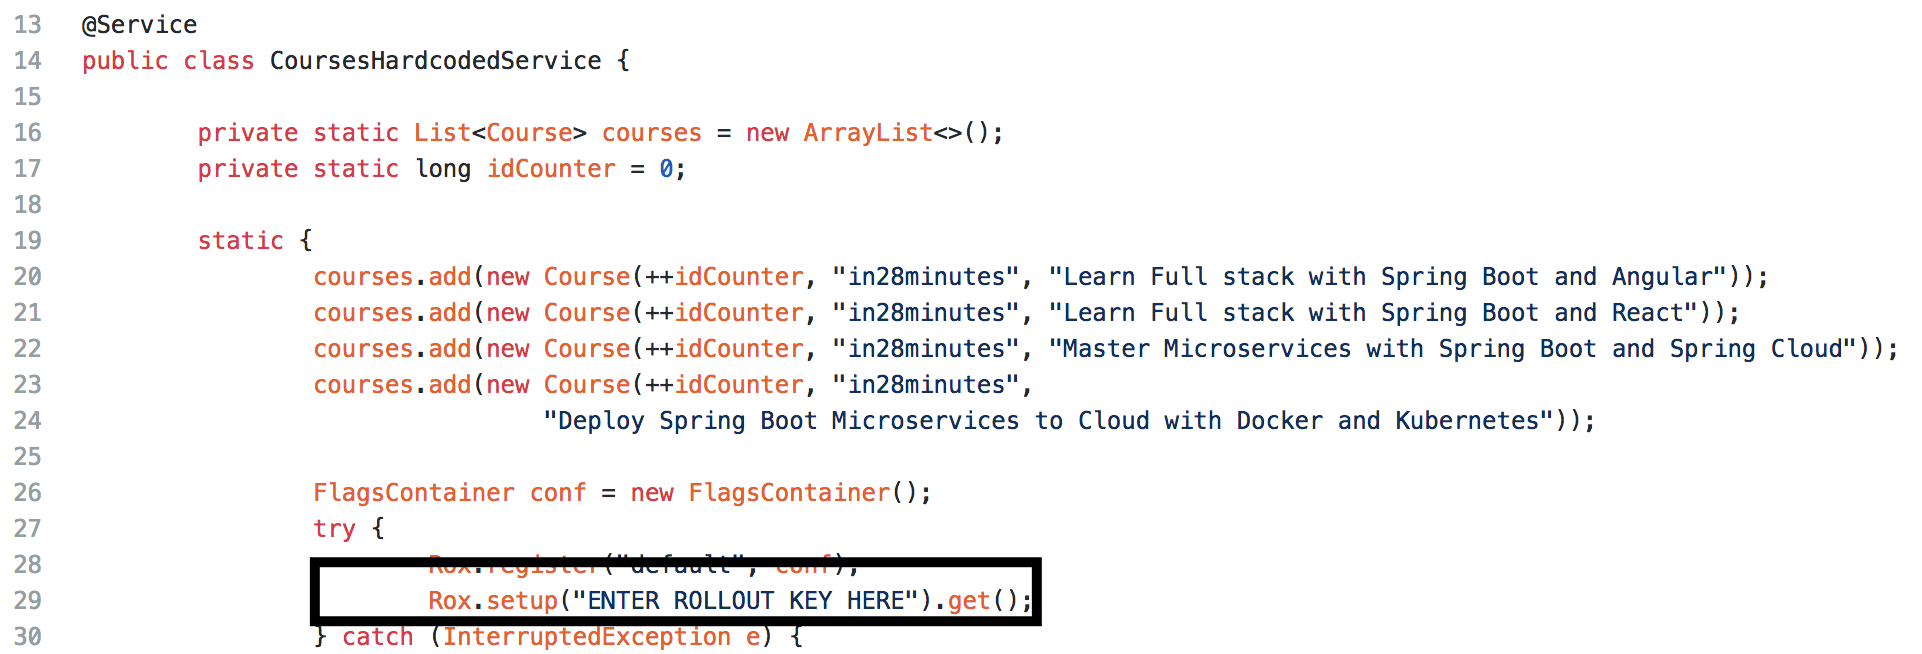 13 @Service
14 public class CoursesHardcodedService {
15
16 private static List<Course> courses = new ArrayList<>();
17 private static long idCounter = 0;
18
19 static {
20 courses.add(new Course(++idCounter, "in28minutes", "Learn Full stack with Spring Boot and Angular"));
21 courses.add(new Course(++idCounter, "in28minutes", "Learn Full stack with Spring Boot and React"));
22 courses.add(new Course(++idCounter, "in28minutes", "Master Microservices with Spring Boot and Spring Cloud"));
23 courses.add(new Course(++idCounter, "in28minutes",
24 "Deploy Spring Boot Microservices to Cloud with Docker and Kubernetes"));
25
26 FlagsContainer conf = new FlagsContainer();
27 try {
28 Rox.register("default", conf);
29 Rox.setup("ENTER ROLLOUT KEY HERE").get();
30 } catch (InterruptedException e) {